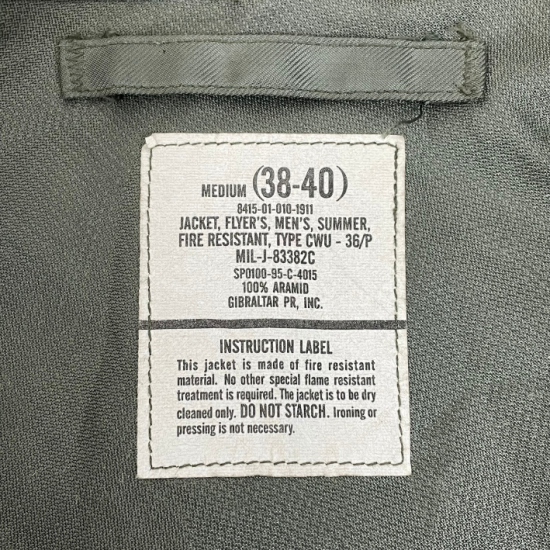 MEDIUM (38-40)
8415-01-010-1911
JACKET, FLYER'S, MEN'S, SUMMER,
FIRE RESISTANT, TYPE CWU - 36/P
MIL-J-83382C
SPO100-95-C-4015
100% ARAMID
GIBRALTAR PR, INC.
INSTRUCTION LABEL
This jacket is made of fire resistant
material. No other special flame resistant
treatment is required. The jacket is to be dry
cleaned only. DO NOT STARCH. Ironing or
pressing is not necessary.